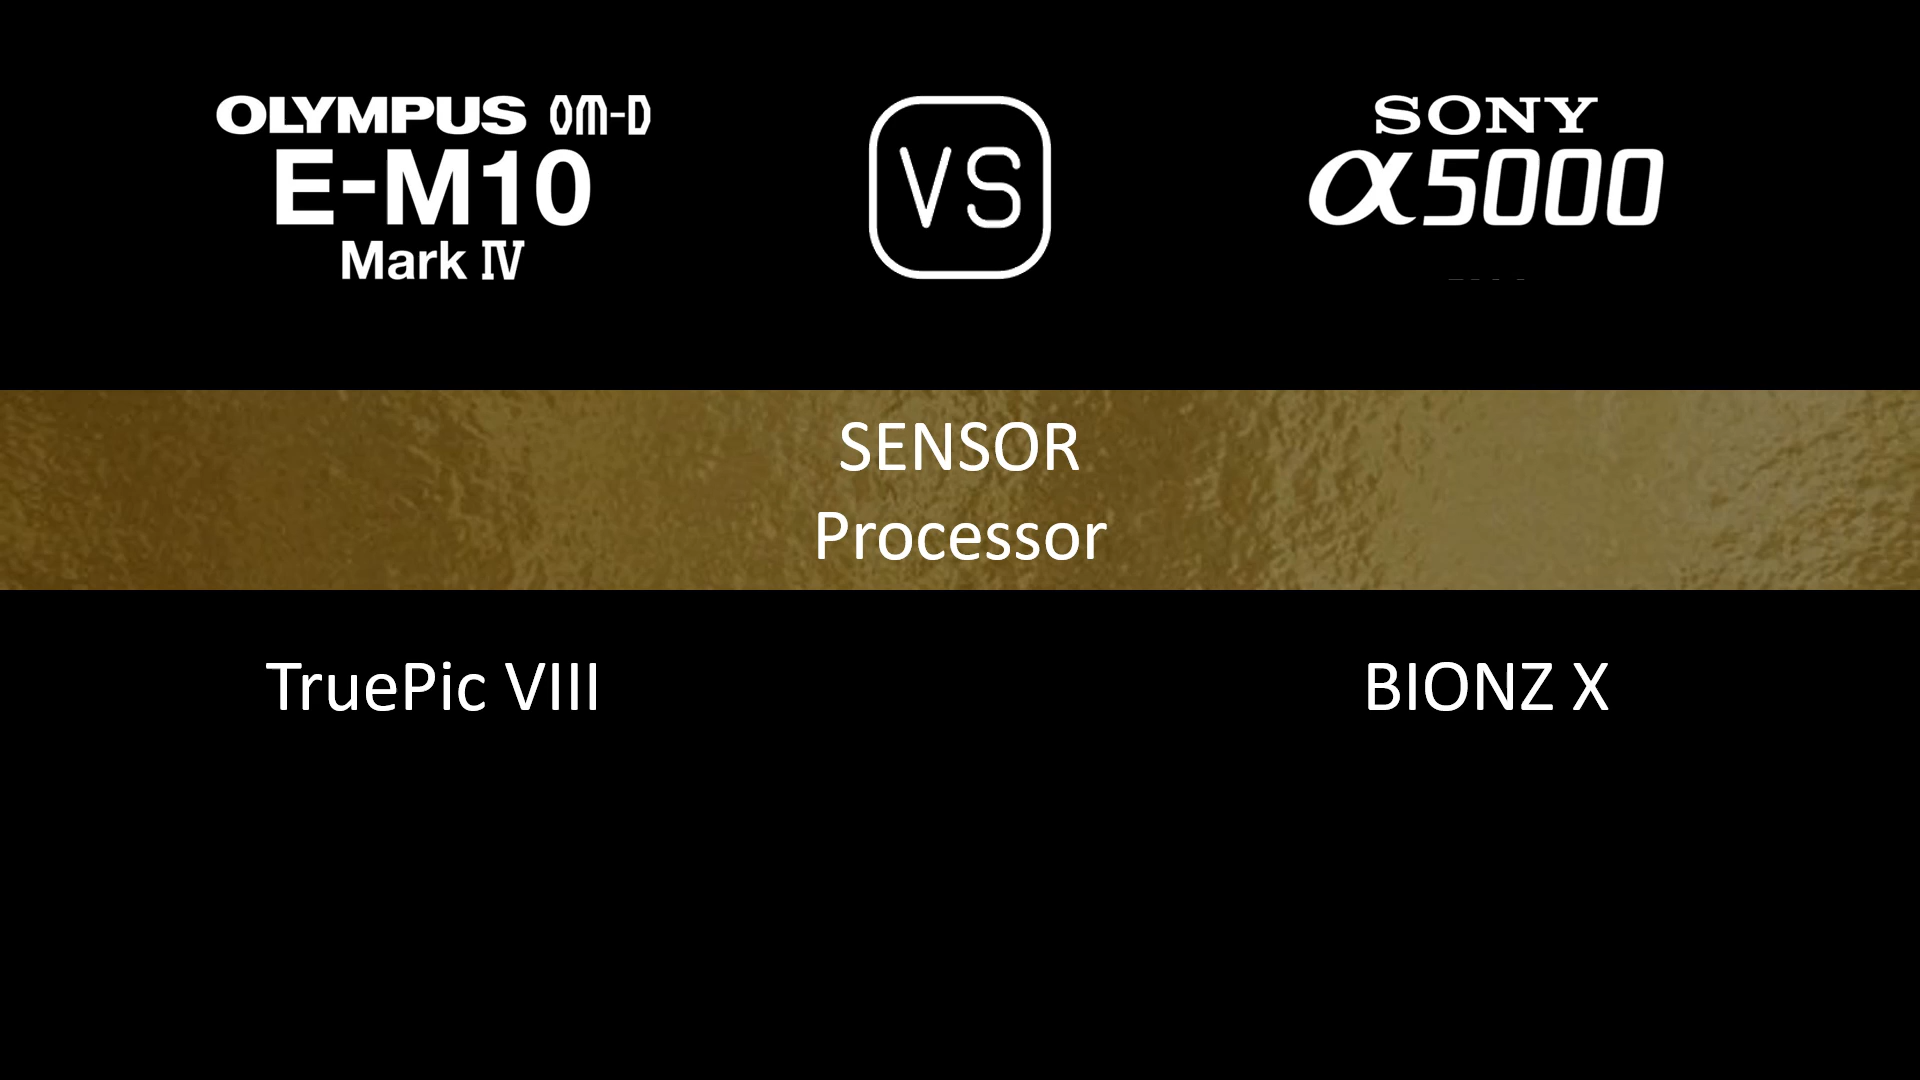 OLYMPUS OM-D
E-M10
Mark IV
VS
SONY
α5000
SENSOR
Processor
TruePic VIII
BIONZ X